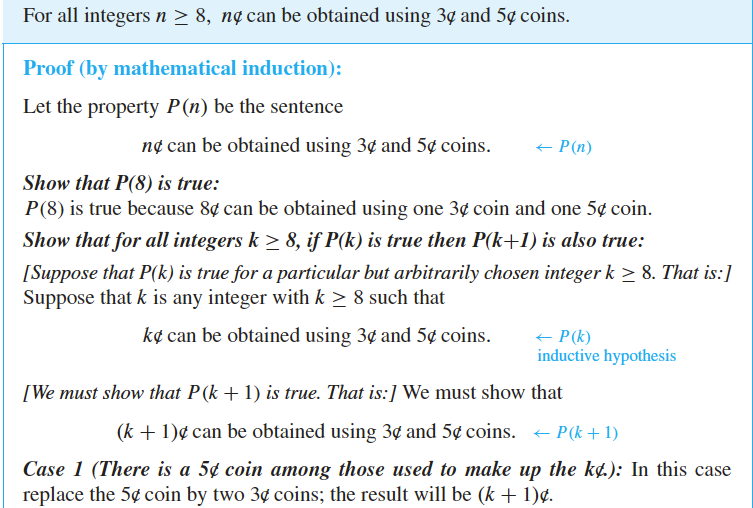 For all integers n ≥ 8, n¢ can be obtained using 3¢ and 5¢ coins.
Proof (by mathematical induction):
Let the property P(n) be the sentence
n¢ can be obtained using 3¢ and 5¢ coins. ← P(n)
Show that P(8) is true:
P(8) is true because 8¢ can be obtained using one 3¢ coin and one 5¢ coin.
Show that for all integers k ≥ 8, if P(k) is true then P(k+1) is also true:
[Suppose that P(k) is true for a particular but arbitrarily chosen integer k ≥ 8. That is:]
Suppose that k is any integer with k ≥ 8 such that
k¢ can be obtained using 3¢ and 5¢ coins. ← P(k)
inductive hypothesis
[We must show that P(k + 1) is true. That is:] We must show that
(k + 1)¢ can be obtained using 3¢ and 5¢ coins. ← P(k + 1)
Case 1 (There is a 5¢ coin among those used to make up the k¢.): In this case
replace the 5¢ coin by two 3¢ coins; the result will be (k + 1)¢.